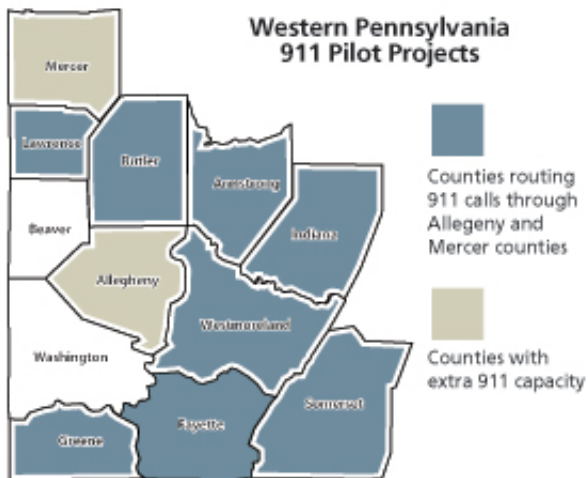 Western Pennsylvania
911 Pilot Projects
Mercer
Lawrence
Butler
Armstrong
Indiana
Beaver
Allegheny
Westmoreland
Washington
Somerset
Fayette
Greene
Counties routing
911 calls through
Allegeny and
Mercer counties
Counties with
extra 911 capacity